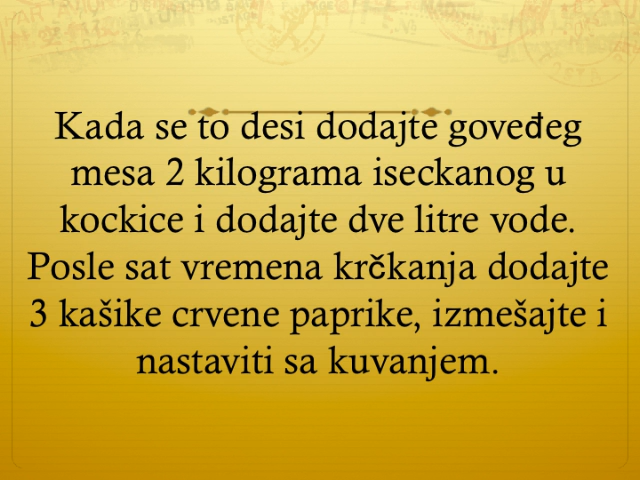 Kada se to desi dodajte goveđeg
mesa 2 kilograma iseckanog u
kockice i dodajte dve litre vode.
Posle sat vremena krčkanja dodajte
3 kašike crvene paprike, izmešajte i
nastaviti sa kuvanjem.